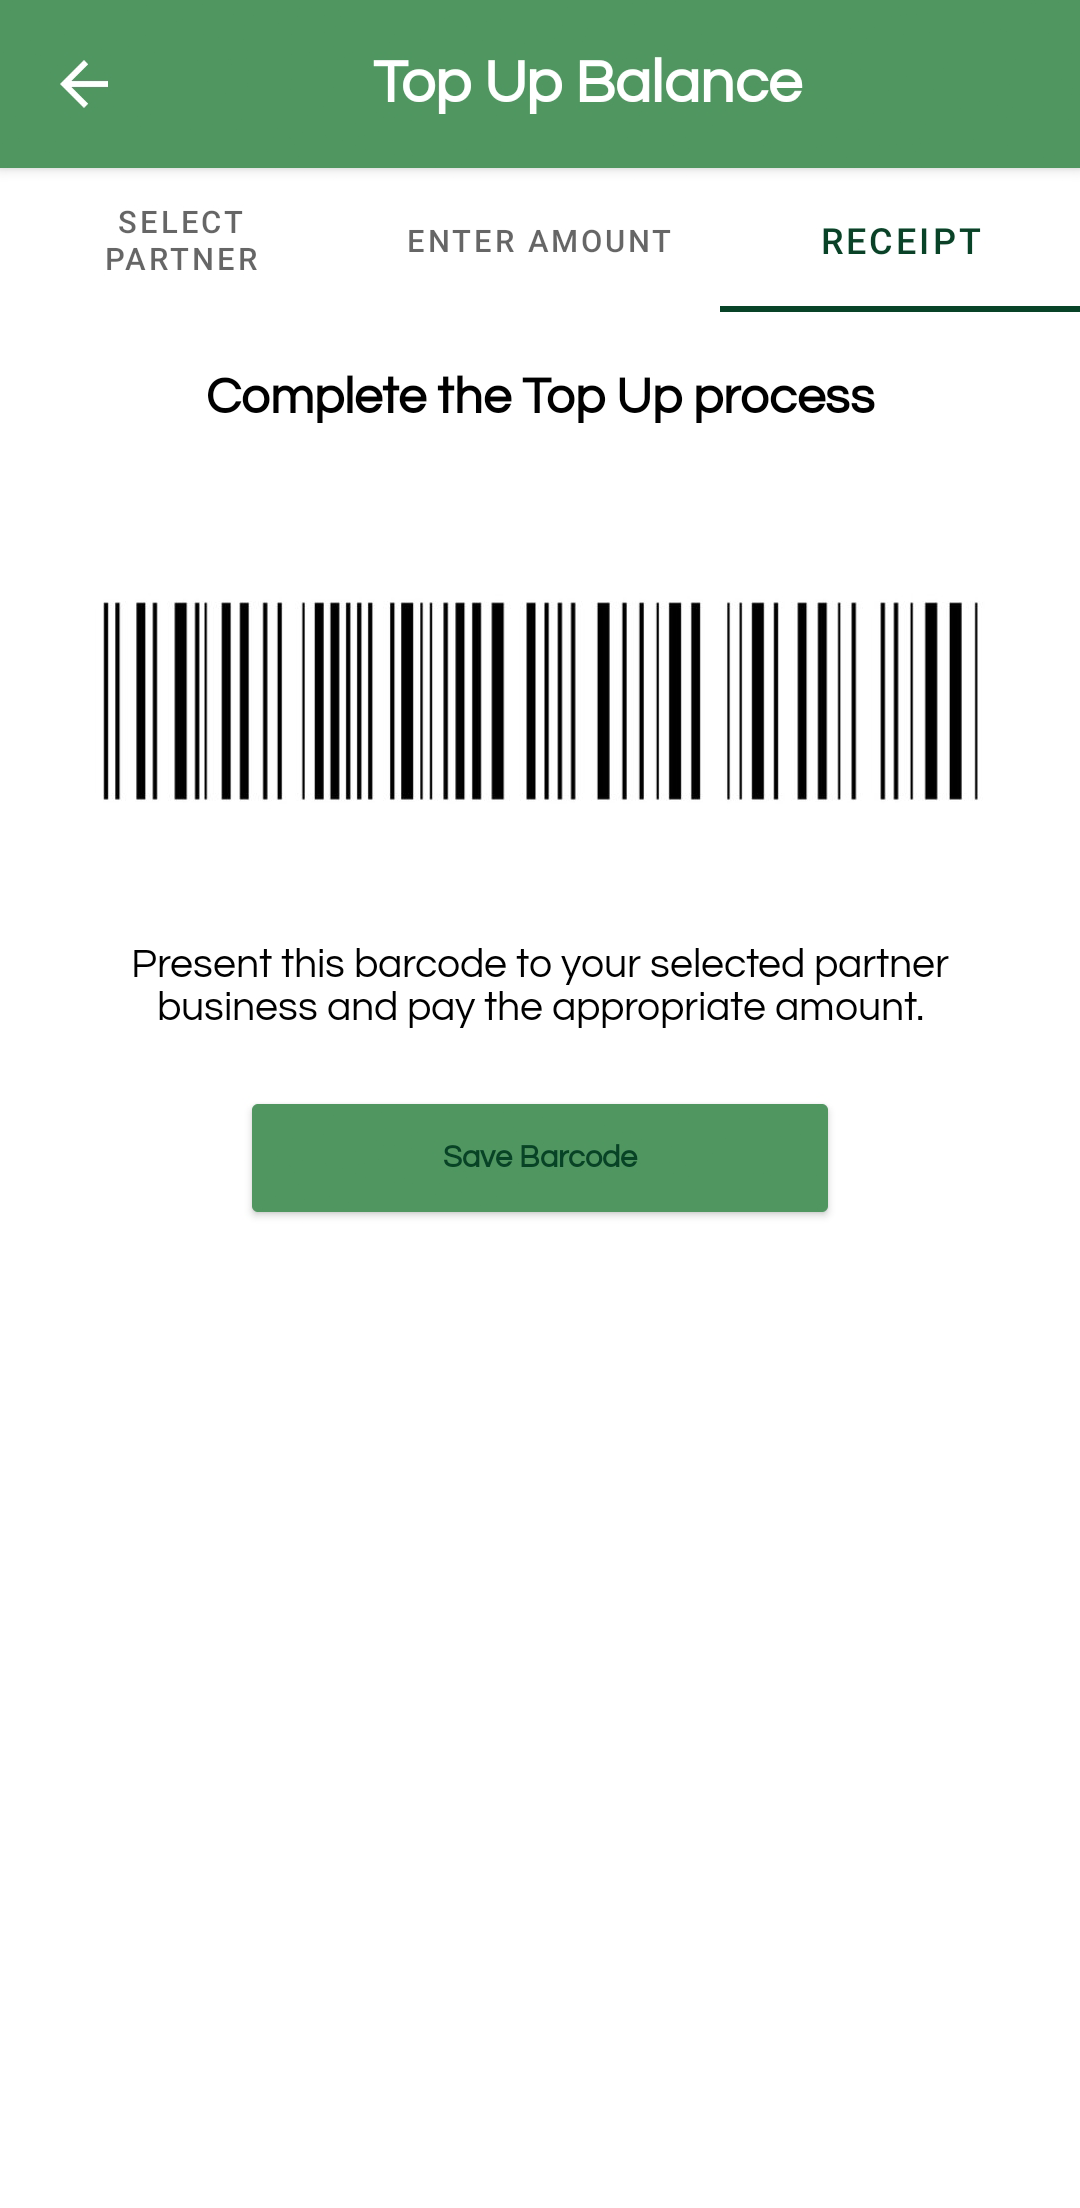 Top Up Balance
SELECT
PARTNER
ENTER AMOUNT
RECEIPT
Complete the Top Up process
Present this barcode to your selected partner
business and pay the appropriate amount.
Save Barcode